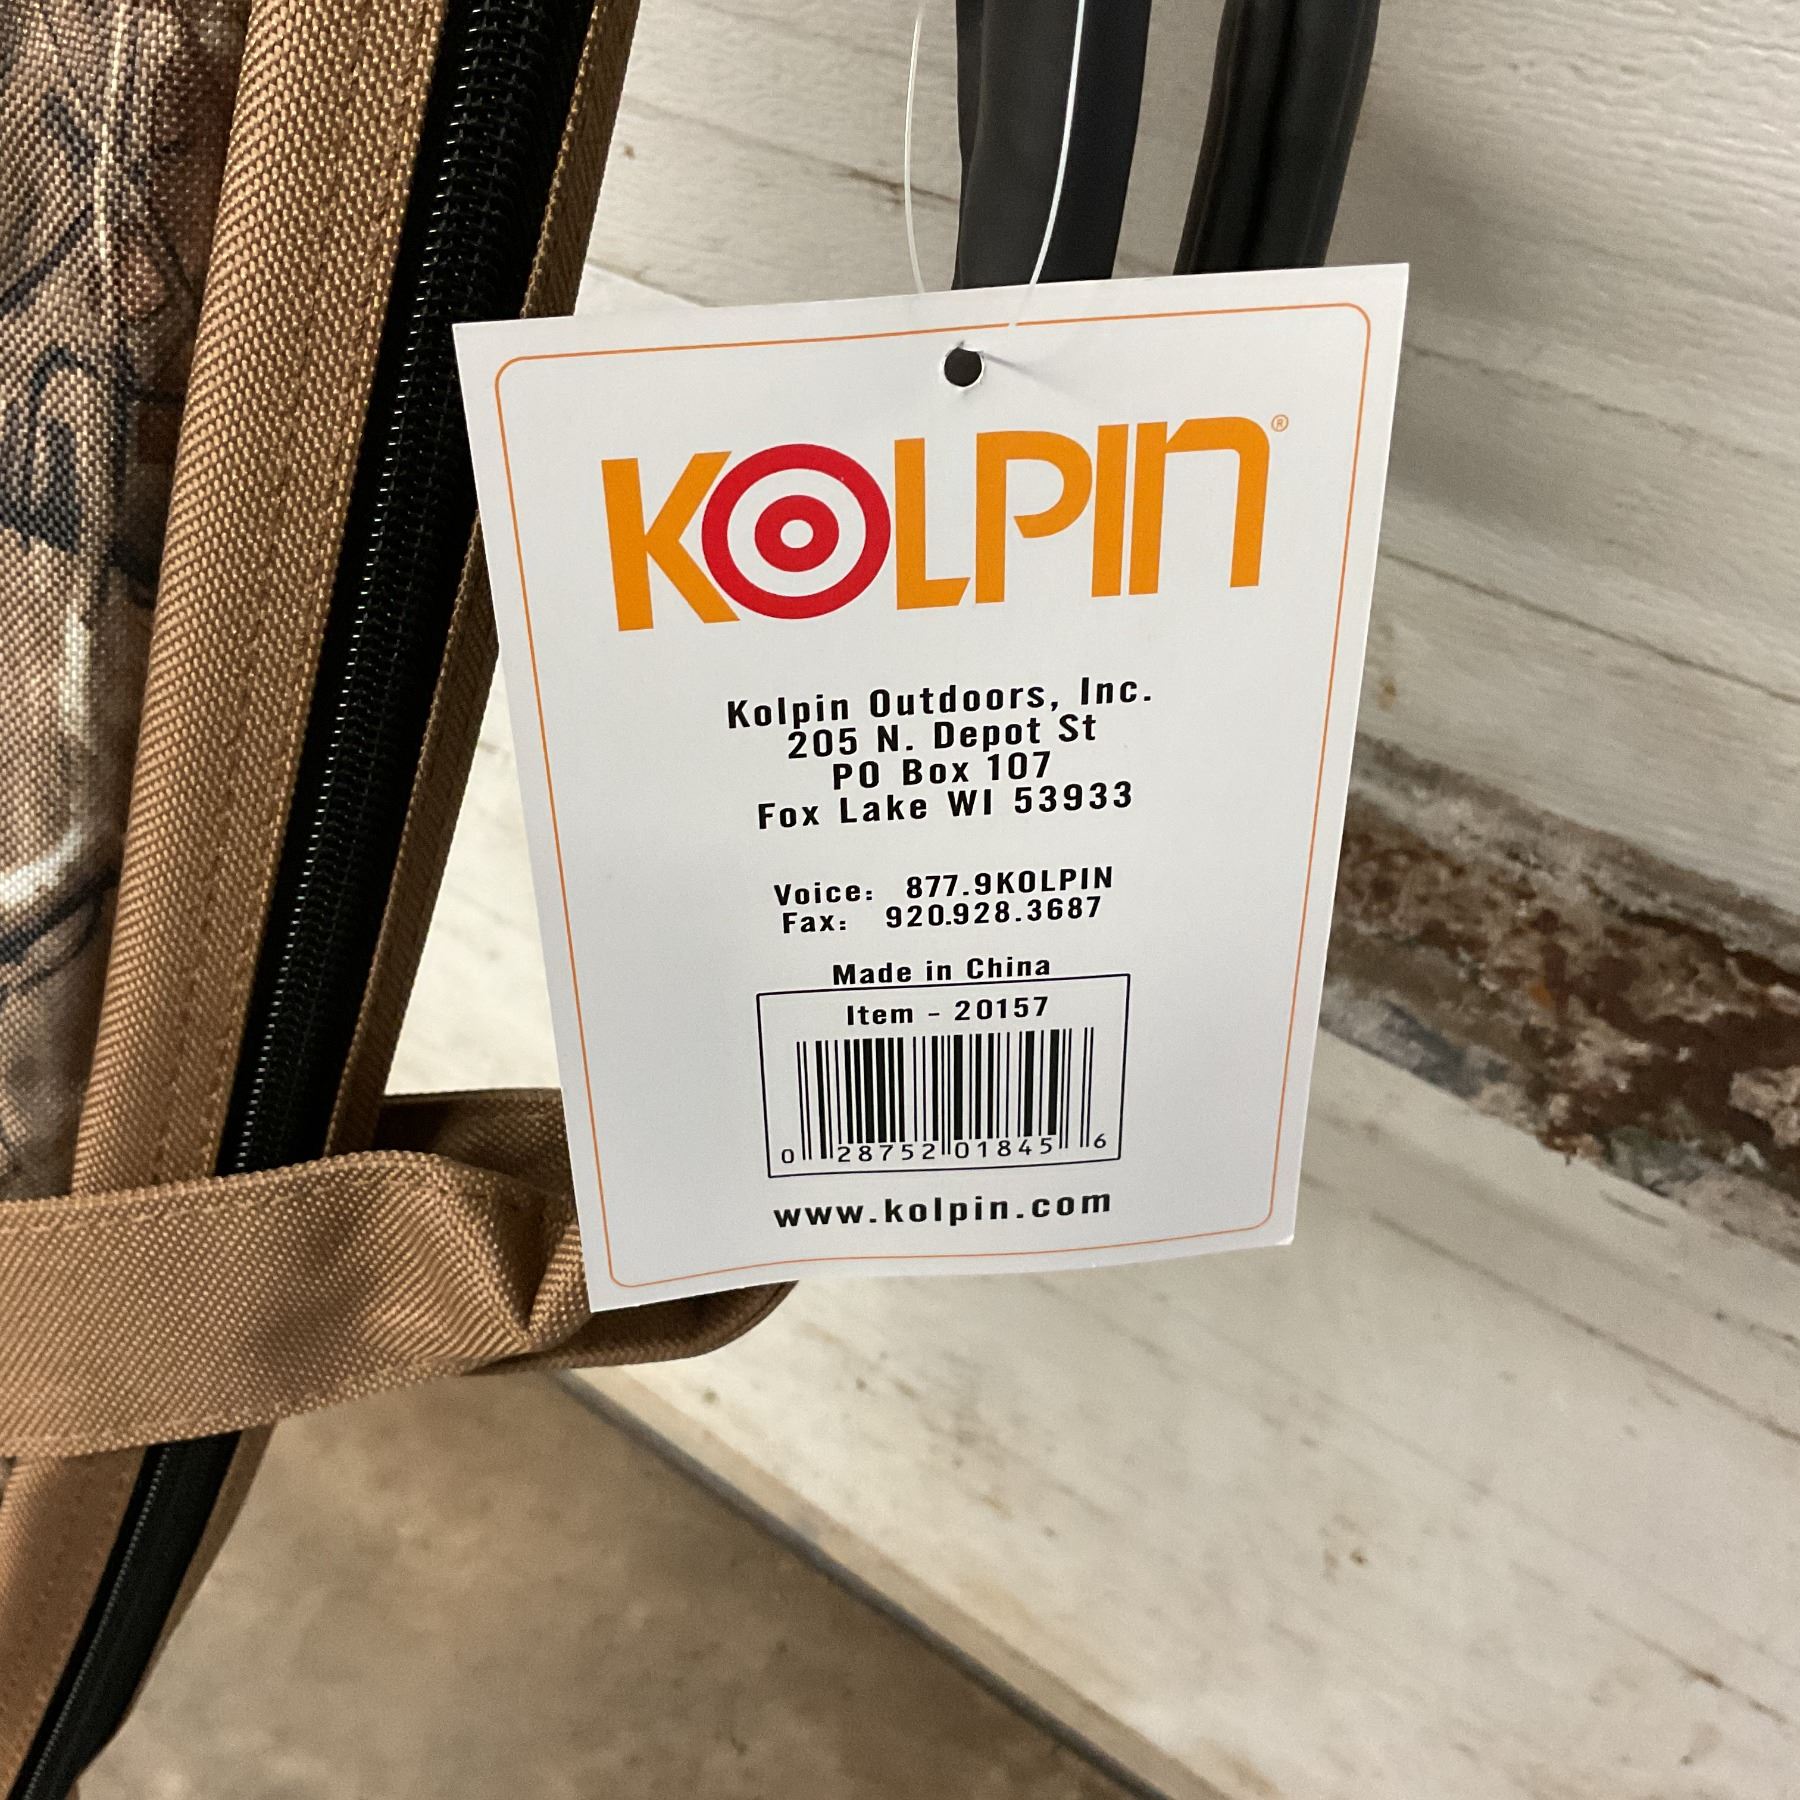 KOLPIN®
Kolpin Outdoors, Inc.
205 N. Depot St
PO Box 107
Fox Lake WI 53933
Voice: 877.9KOLPIN
Fax: 920.928.3687
Made in China
Item - 20157
0 28752 01845 6
www.kolpin.com